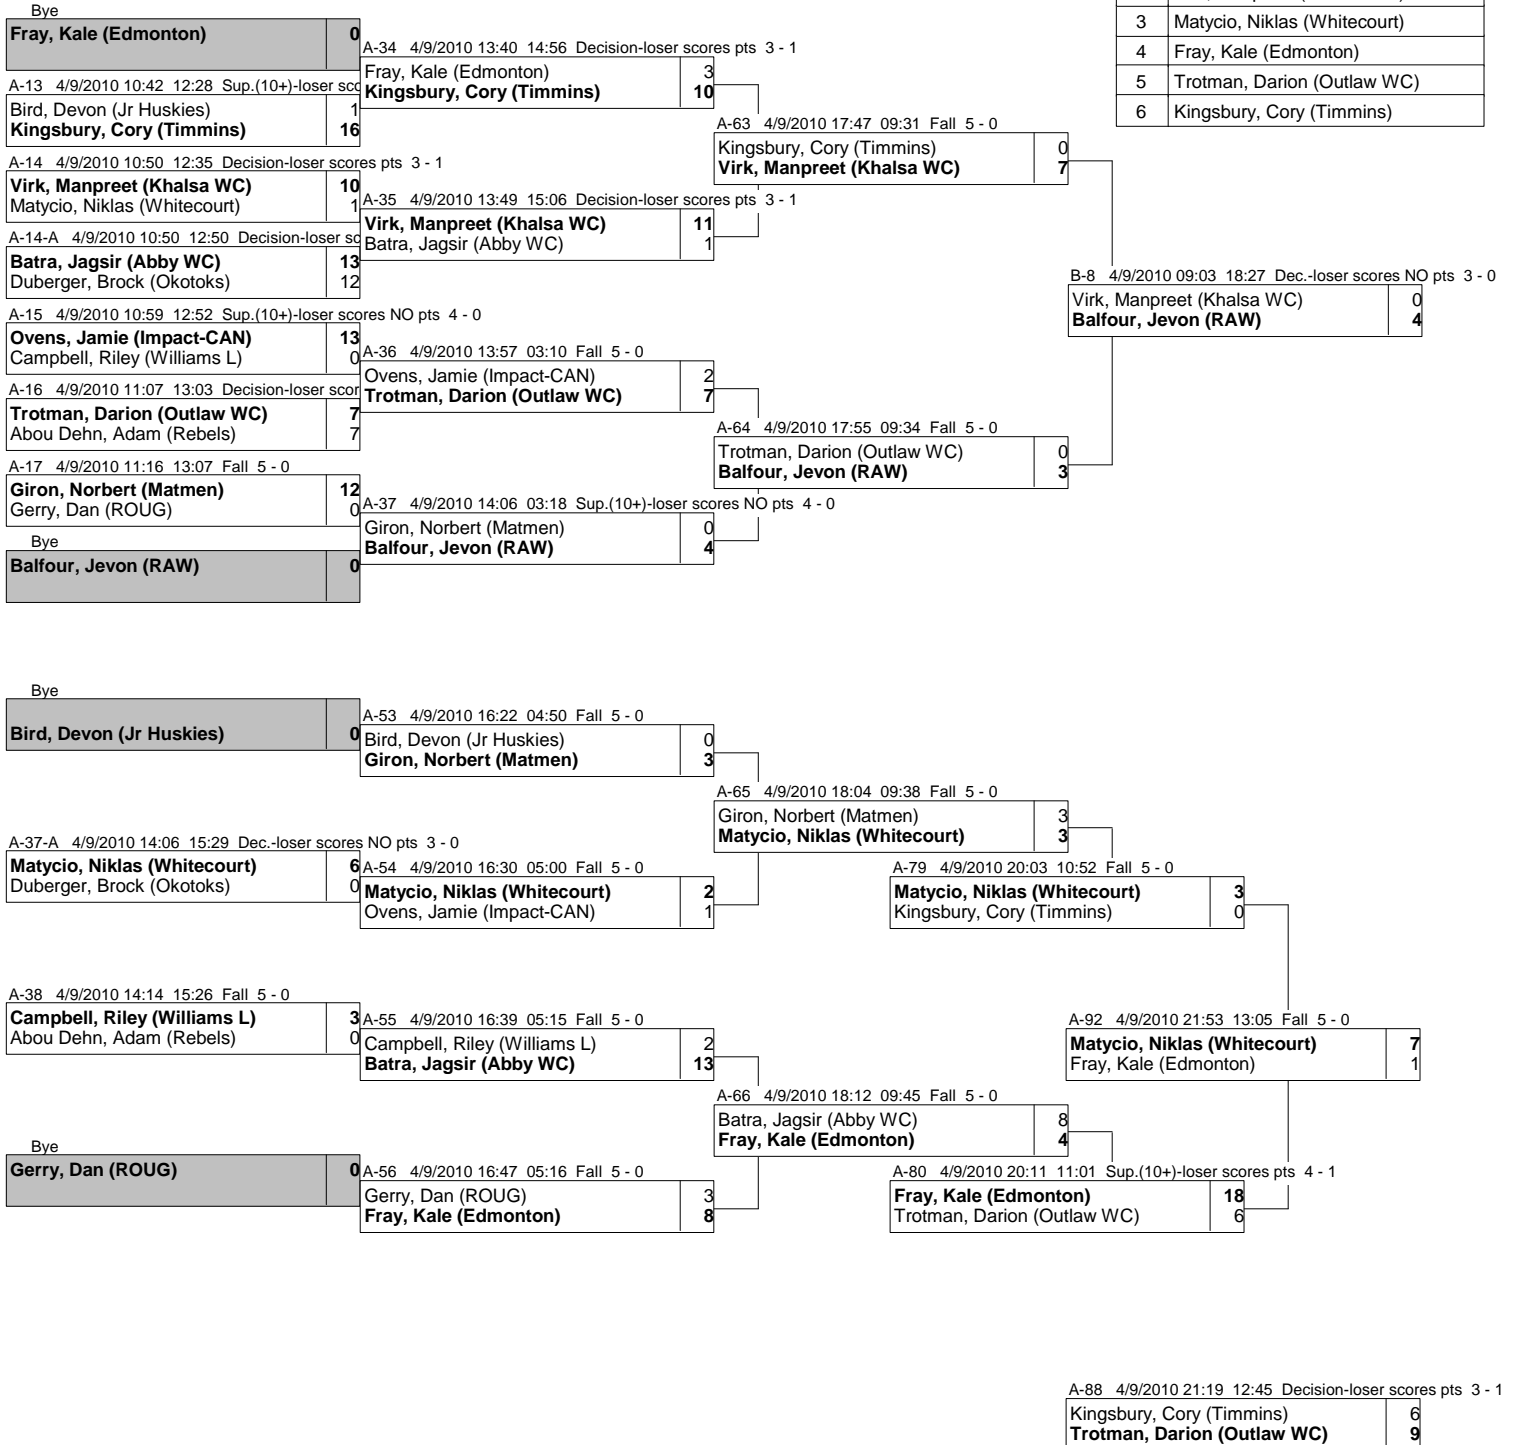 Bye
Fray, Kale (Edmonton) 0
A-13 4/9/2010 10:42 12:28 Sup.(10+)-loser
Bird, Devon (Jr Huskies) 1
Kingsbury, Cory (Timmins) 16
A-14 4/9/2010 10:50 12:35 Decision-loser scores pts 3 - 1
Virk, Manpreet (Khalsa WC) 10
Matycio, Niklas (Whitecourt) 1
A-14-A 4/9/2010 10:50 12:50 Decision-loser
Batra, Jagsir (Abby WC) 13
Duberger, Brock (Okotoks) 12
A-15 4/9/2010 10:59 12:52 Sup.(10+)-loser scores NO pts 4 - 0
Ovens, Jamie (Impact-CAN) 13
Campbell, Riley (Williams L) 0
A-16 4/9/2010 11:07 13:03 Decision-loser
Trotman, Darion (Outlaw WC) 7
Abou Dehn, Adam (Rebels) 7
A-17 4/9/2010 11:16 13:07 Fall 5 - 0
Giron, Norbert (Matmen) 12
Gerry, Dan (ROUG) 0
Bye
Balfour, Jevon (RAW) 0
A-34 4/9/2010 13:40 14:56 Decision-loser scores pts 3 - 1
Fray, Kale (Edmonton) 3
Kingsbury, Cory (Timmins) 10
A-35 4/9/2010 13:49 15:06 Decision-loser scores pts 3 - 1
Virk, Manpreet (Khalsa WC) 11
Batra, Jagsir (Abby WC) 1
A-36 4/9/2010 13:57 03:10 Fall 5 - 0
Ovens, Jamie (Impact-CAN) 2
Trotman, Darion (Outlaw WC) 7
A-37 4/9/2010 14:06 03:18 Sup.(10+)-loser scores NO pts 4 - 0
Giron, Norbert (Matmen) 0
Balfour, Jevon (RAW) 4
A-63 4/9/2010 17:47 09:31 Fall 5 - 0
Kingsbury, Cory (Timmins) 0
Virk, Manpreet (Khalsa WC) 7
A-64 4/9/2010 17:55 09:34 Fall 5 - 0
Trotman, Darion (Outlaw WC) 0
Balfour, Jevon (RAW) 3
B-8 4/9/2010 09:03 18:27 Dec.-loser scores NO pts 3 - 0
Virk, Manpreet (Khalsa WC) 0
Balfour, Jevon (RAW) 4
3 Matycio, Niklas (Whitecourt)
4 Fray, Kale (Edmonton)
5 Trotman, Darion (Outlaw WC)
6 Kingsbury, Cory (Timmins)
Bye
Bird, Devon (Jr Huskies) 0
A-37-A 4/9/2010 14:06 15:29 Dec.-loser scores NO pts 3 - 0
Matycio, Niklas (Whitecourt) 6
Duberger, Brock (Okotoks) 0
A-38 4/9/2010 14:14 15:26 Fall 5 - 0
Campbell, Riley (Williams L) 3
Abou Dehn, Adam (Rebels) 0
Bye
Gerry, Dan (ROUG) 0
A-53 4/9/2010 16:22 04:50 Fall 5 - 0
Bird, Devon (Jr Huskies) 0
Giron, Norbert (Matmen) 3
A-54 4/9/2010 16:30 05:00 Fall 5 - 0
Matycio, Niklas (Whitecourt) 2
Ovens, Jamie (Impact-CAN) 1
A-55 4/9/2010 16:39 05:15 Fall 5 - 0
Campbell, Riley (Williams L) 2
Batra, Jagsir (Abby WC) 13
A-56 4/9/2010 16:47 05:16 Fall 5 - 0
Gerry, Dan (ROUG) 3
Fray, Kale (Edmonton) 8
A-65 4/9/2010 18:04 09:38 Fall 5 - 0
Giron, Norbert (Matmen) 3
Matycio, Niklas (Whitecourt) 3
A-66 4/9/2010 18:12 09:45 Fall 5 - 0
Batra, Jagsir (Abby WC) 8
Fray, Kale (Edmonton) 4
A-79 4/9/2010 20:03 10:52 Fall 5 - 0
Matycio, Niklas (Whitecourt) 3
Kingsbury, Cory (Timmins) 0
A-80 4/9/2010 20:11 11:01 Sup.(10+)-loser scores pts 4 - 1
Fray, Kale (Edmonton) 18
Trotman, Darion (Outlaw WC) 6
A-92 4/9/2010 21:53 13:05 Fall 5 - 0
Matycio, Niklas (Whitecourt) 7
Fray, Kale (Edmonton) 1
A-88 4/9/2010 21:19 12:45 Decision-loser scores pts 3 - 1
Kingsbury, Cory (Timmins) 6
Trotman, Darion (Outlaw WC) 9